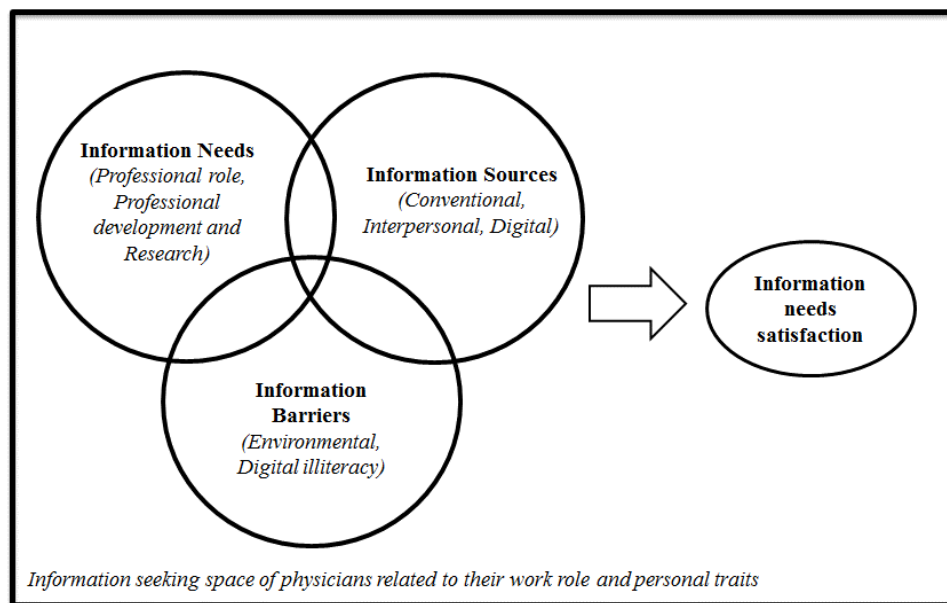 Information Needs
(Professional role,
Professional
development and
Research)
Information Sources
(Conventional,
Interpersonal, Digital)
Information
Barriers
(Environmental,
Digital illiteracy)
Information
needs
satisfaction
Information seeking space of physicians related to their work role and personal traits